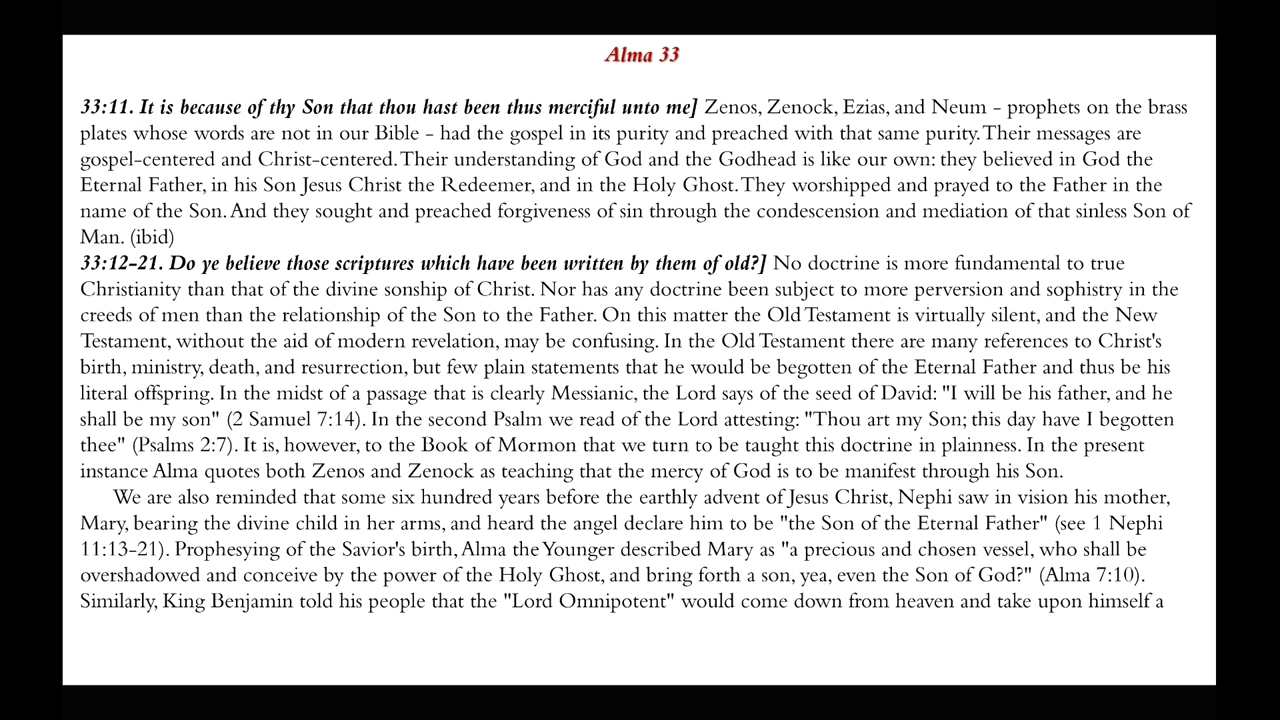 Alma 33
33:11. It is because of thy Son that thou hast been thus merciful unto me] Zenos, Zenock, Ezias, and Neum - prophets on the brass
plates whose words are not in our Bible - had the gospel in its purity and preached with that same purity. Their messages are
gospel-centered and Christ-centered. Their understanding of God and the Godhead is like our own: they believed in God the
Eternal Father, in his Son Jesus Christ the Redeemer, and in the Holy Ghost. They worshipped and prayed to the Father in the
name of the Son. And they sought and preached forgiveness of sin through the condescension and mediation of that sinless Son of
Man. (ibid)
33:12-21. Do ye believe those scriptures which have been written by them of old?] No doctrine is more fundamental to true
Christianity than that of the divine sonship of Christ. Nor has any doctrine been subject to more perversion and sophistry in the
creeds of men than the relationship of the Son to the Father. On this matter the Old Testament is virtually silent, and the New
Testament, without the aid of modern revelation, may be confusing. In the Old Testament there are many references to Christ's
birth, ministry, death, and resurrection, but few plain statements that he would be begotten of the Eternal Father and thus be his
literal offspring. In the midst of a passage that is clearly Messianic, the Lord says of the seed of David: "I will be his father, and he
shall be my son" (2 Samuel 7:14). In the second Psalm we read of the Lord attesting: "Thou art my Son; this day have I begotten
thee" (Psalms 2:7). It is, however, to the Book of Mormon that we turn to be taught this doctrine in plainness. In the present
instance Alma quotes both Zenos and Zenock as teaching that the mercy of God is to be manifest through his Son.
We are also reminded that some six hundred years before the earthly advent of Jesus Christ, Nephi saw in vision his mother,
Mary, bearing the divine child in her arms, and heard the angel declare him to be "the Son of the Eternal Father" (see 1 Nephi
11:13-21). Prophesying of the Savior's birth, Alma the Younger described Mary as "a precious and chosen vessel, who shall be
overshadowed and conceive by the power of the Holy Ghost, and bring forth a son, yea, even the Son of God?" (Alma 7:10).
Similarly, King Benjamin told his people that the "Lord Omnipotent" would come down from heaven and take upon himself a